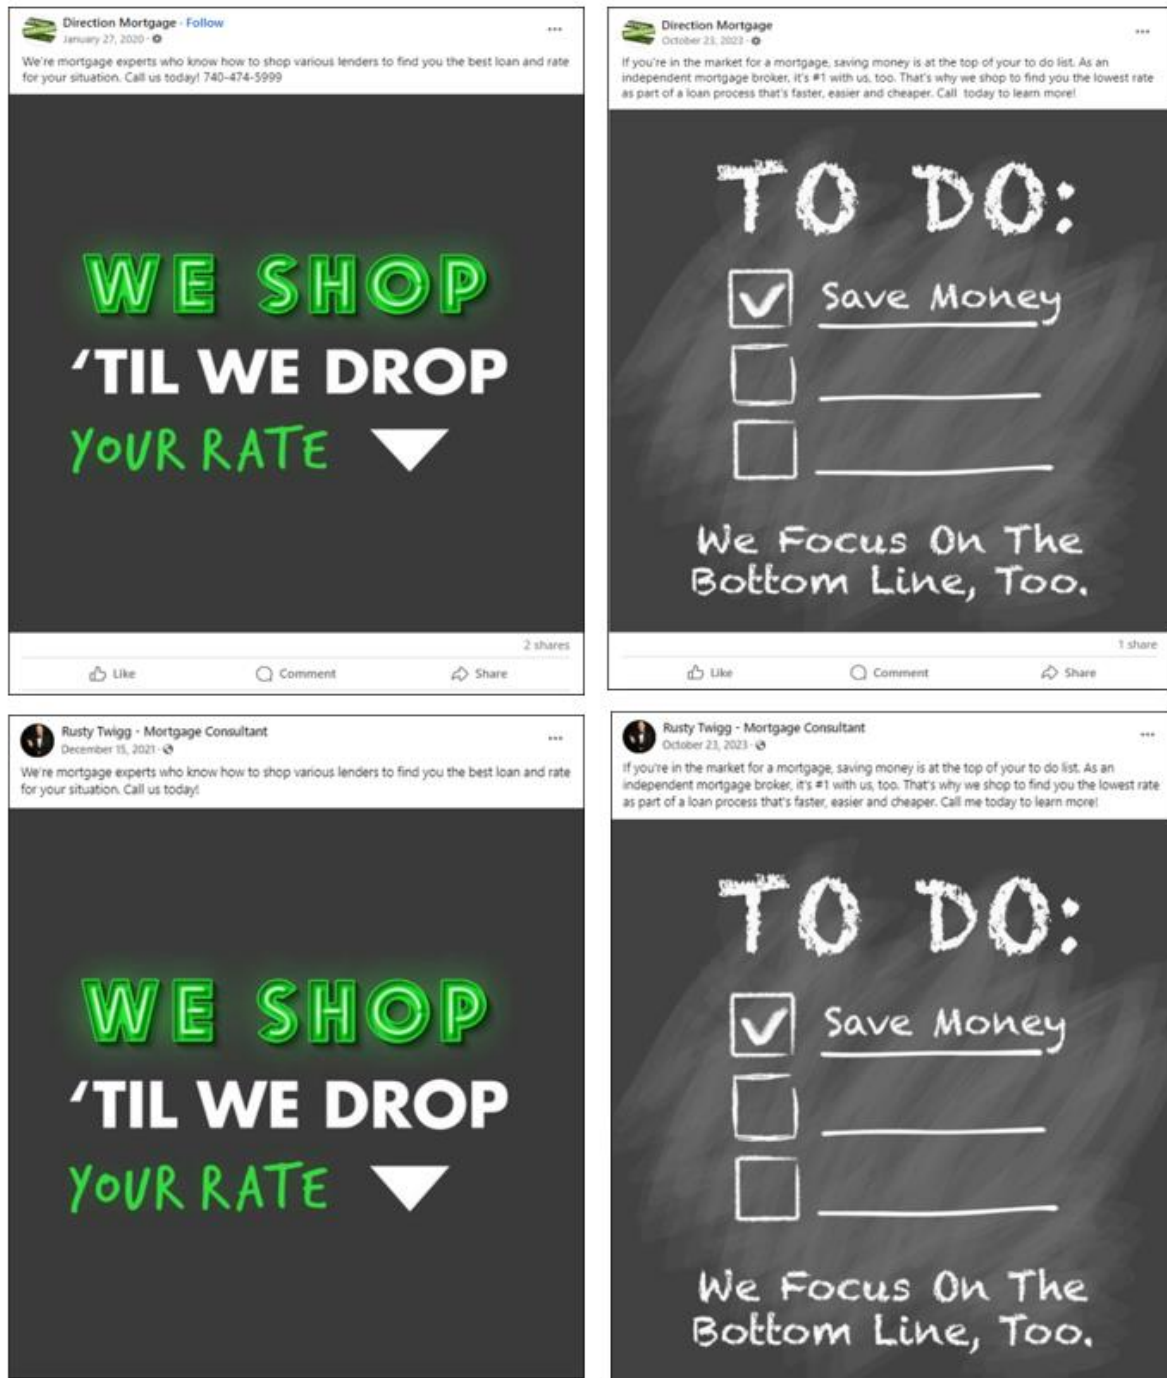 Direction Mortgage · Follow
January 27, 2020 ·
We're mortgage experts who know how to shop various lenders to find you the best loan and rate
for your situation. Call us today! 740-474-5999
WE SHOP
'TIL WE DROP
YOUR RATE
2 shares
Like Comment Share
Direction Mortgage
October 23, 2023 ·
If you're in the market for a mortgage, saving money is at the top of your to do list. As an
independent mortgage broker, it's #1 with us, too. That's why we shop to find you the lowest rate
as part of a loan process that's faster, easier and cheaper. Call today to learn more!
TO DO:
Save Money
We Focus On The
Bottom Line, Too.
1 share
Like Comment Share
Rusty Twigg - Mortgage Consultant
December 15, 2021 ·
We're mortgage experts who know how to shop various lenders to find you the best loan and rate
for your situation. Call us today!
WE SHOP
'TIL WE DROP
YOUR RATE
Rusty Twigg - Mortgage Consultant
October 23, 2023 ·
If you're in the market for a mortgage, saving money is at the top of your to do list. As an
independent mortgage broker, it's #1 with us, too. That's why we shop to find you the lowest rate
as part of a loan process that's faster, easier and cheaper. Call me today to learn more!
TO DO:
Save Money
We Focus On The
Bottom Line, Too.